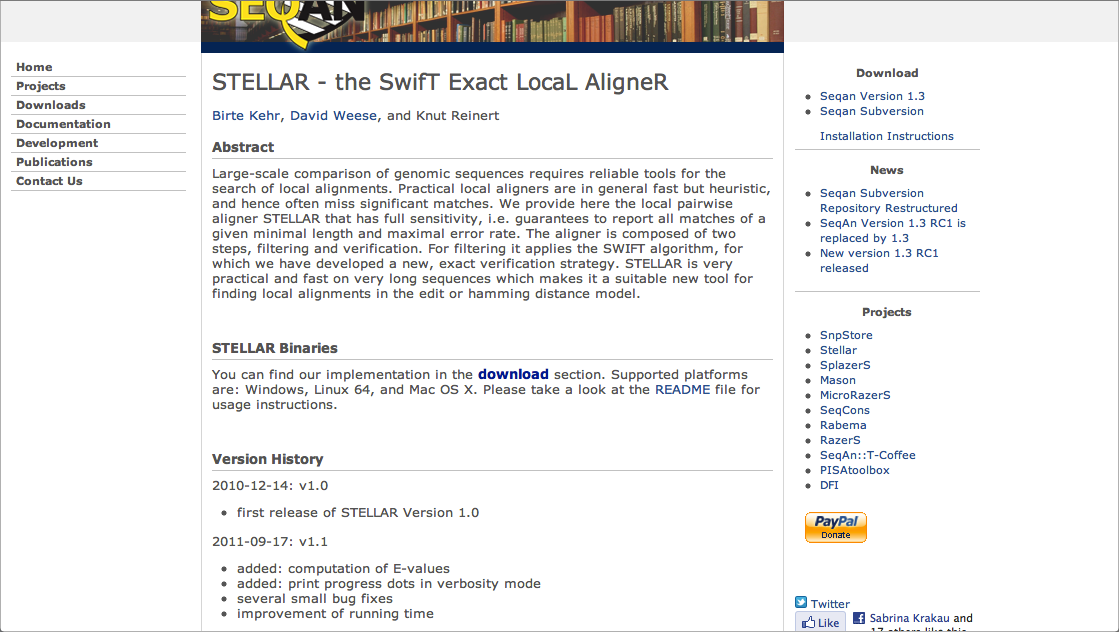 SEQAN
Home
Projects
Downloads
Documentation
Development
Publications
Contact Us
STELLAR - the SwifT Exact LocaL AligneR
Birte Kehr, David Weese, and Knut Reinert
Abstract
Large-scale comparison of genomic sequences requires reliable tools for the
search of local alignments. Practical local aligners are in general fast but heuristic,
and hence often miss significant matches. We provide here the local pairwise
aligner STELLAR that has full sensitivity, i.e. guarantees to report all matches of a
given minimal length and maximal error rate. The aligner is composed of two
steps, filtering and verification. For filtering it applies the SWIFT algorithm, for
which we have developed a new, exact verification strategy. STELLAR is very
practical and fast on very long sequences which makes it a suitable new tool for
finding local alignments in the edit or hamming distance model.
STELLAR Binaries
You can find our implementation in the download section. Supported platforms
are: Windows, Linux 64, and Mac OS X. Please take a look at the README file for
usage instructions.
Version History
2010-12-14: v1.0
first release of STELLAR Version 1.0
2011-09-17: v1.1
added: computation of E-values
added: print progress dots in verbosity mode
several small bug fixes
improvement of running time
Download
Seqan Version 1.3
Seqan Subversion
Installation Instructions
News
Seqan Subversion
Repository Restructured
SeqAn Version 1.3 RC1 is
replaced by 1.3
New version 1.3 RC1
released
Projects
SnpStore
Stellar
SplazerS
Mason
MicroRazerS
SeqCons
Rabema
RazerS
SeqAn::T-Coffee
PISAtoolbox
DFI
PayPal
Donate
Twitter
Like
Sabrina Krakau and
17 others like this